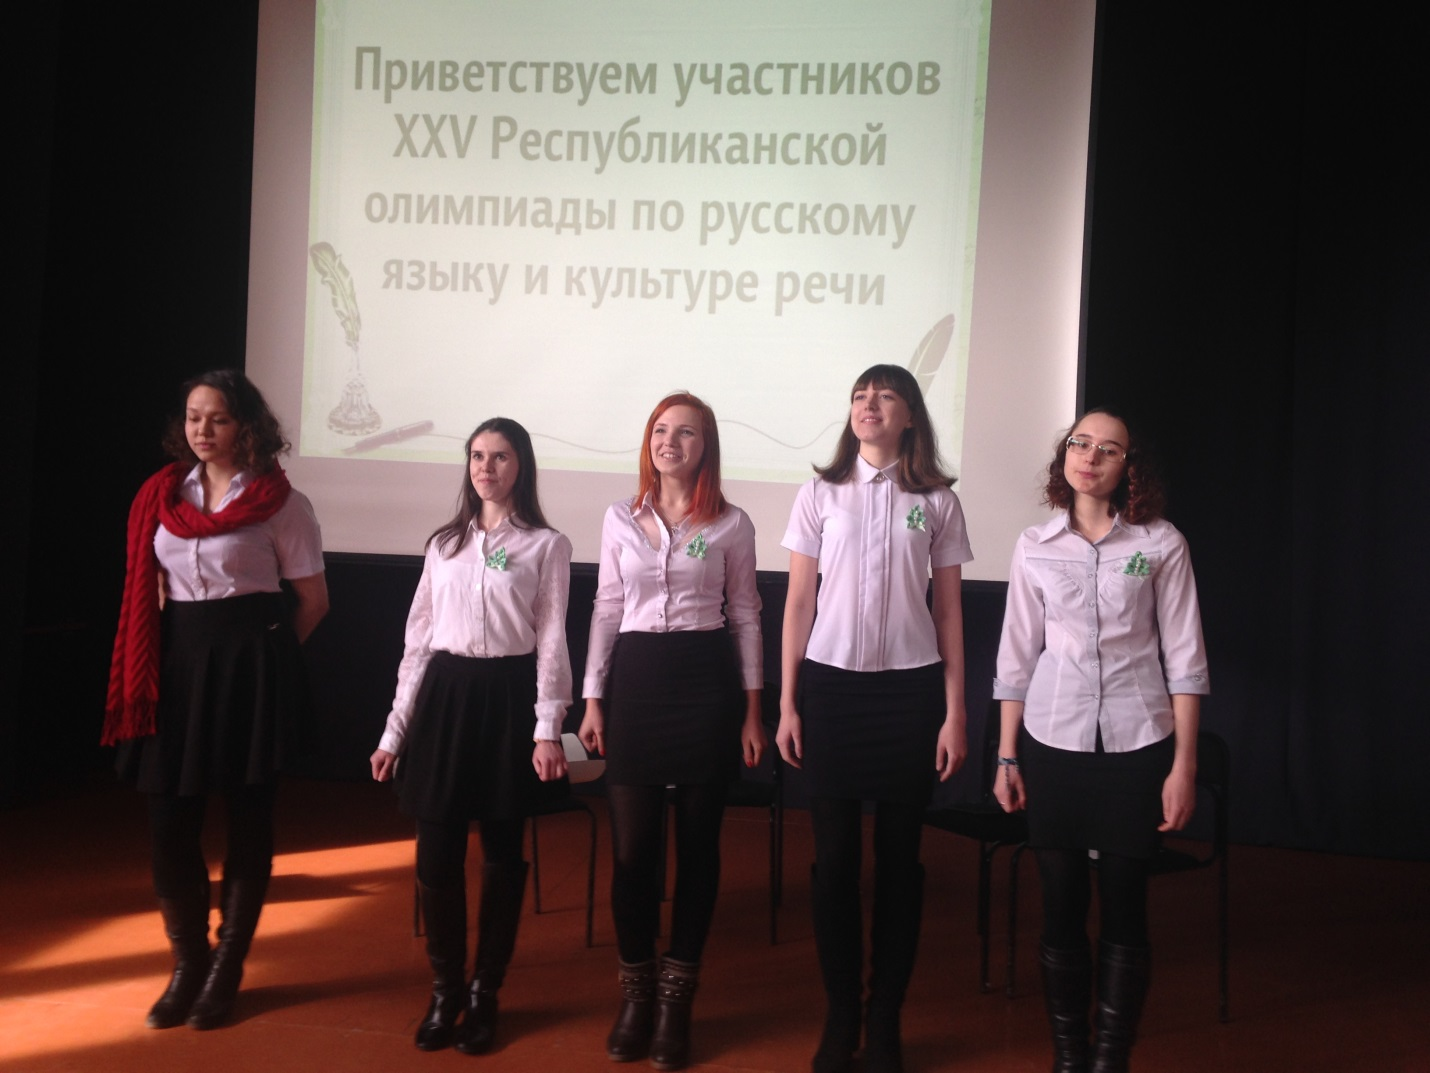 Приветствуем участников
XXV Республиканской
олимпиады по русскому
языку и культуре речи